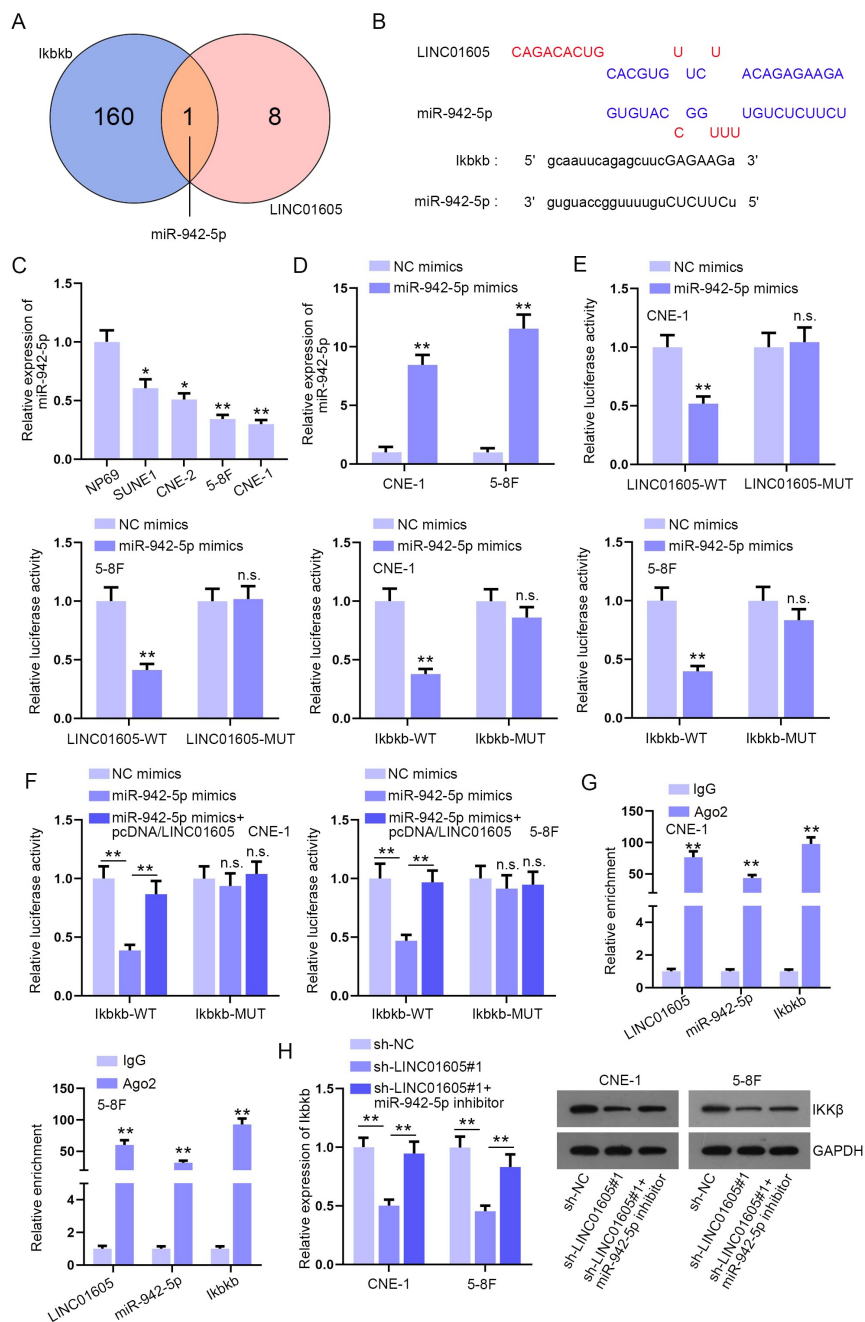 A
Ikbkb
160
1
8
LINC01605
miR-942-5p
B
LINC01605 CAGACACUG U U
CACGUG UC ACAGAGAAGA
miR-942-5p GUGUAC GG UGUCUCUUCU
C UUU
Ikbkb : 5' gcaauucagagcuucGAGAAGa 3'
miR-942-5p : 3' guguaccgguuuuguCUCUUCu 5'
C
Relative expression of
miR-942-5p
1.5
1.0
0.5
0.0
* * ** **
NP69 SUNE1 CNE-2 5-8F CNE-1
D
NC mimics
miR-942-5p mimics
Relative expression of
miR-942-5p
15
10
5
0
** **
CNE-1 5-8F
E
NC mimics
miR-942-5p mimics
CNE-1
Relative luciferase activity
1.5
1.0
0.5
0.0
** n.s.
LINC01605-WT LINC01605-MUT
NC mimics
miR-942-5p mimics
5-8F
Relative luciferase activity
1.5
1.0
0.5
0.0
** n.s.
LINC01605-WT LINC01605-MUT
NC mimics
miR-942-5p mimics
CNE-1
Relative luciferase activity
1.5
1.0
0.5
0.0
** n.s.
Ikbkb-WT Ikbkb-MUT
NC mimics
miR-942-5p mimics
5-8F
Relative luciferase activity
1.5
1.0
0.5
0.0
** n.s.
Ikbkb-WT Ikbkb-MUT
F
NC mimics
miR-942-5p mimics
miR-942-5p mimics+
pcDNA/LINC01605 CNE-1
Relative luciferase activity
1.5
1.0
0.5
0.0
** ** n.s. n.s.
Ikbkb-WT Ikbkb-MUT
NC mimics
miR-942-5p mimics
miR-942-5p mimics+
pcDNA/LINC01605 5-8F
Relative luciferase activity
1.5
1.0
0.5
0.0
** ** n.s. n.s.
Ikbkb-WT Ikbkb-MUT
G
IgG
Ago2
CNE-1
Relative enrichment
150
100
75
50
25
6
4
2
0
** ** **
LINC01605 miR-942-5p Ikbkb
IgG
Ago2
5-8F
Relative enrichment
150
100
75
50
25
6
4
2
0
** ** **
LINC01605 miR-942-5p Ikbkb
H
sh-NC
sh-LINC01605#1
sh-LINC01605#1+
miR-942-5p inhibitor
Relative expression of Ikbkb
1.5
1.0
0.5
0.0
** ** ** **
CNE-1 5-8F
CNE-1 5-8F
IKKβ
GAPDH
sh-NC
sh-LINC01605#1
sh-LINC01605#1+
miR-942-5p inhibitor
sh-NC
sh-LINC01605#1
sh-LINC01605#1+
miR-942-5p inhibitor